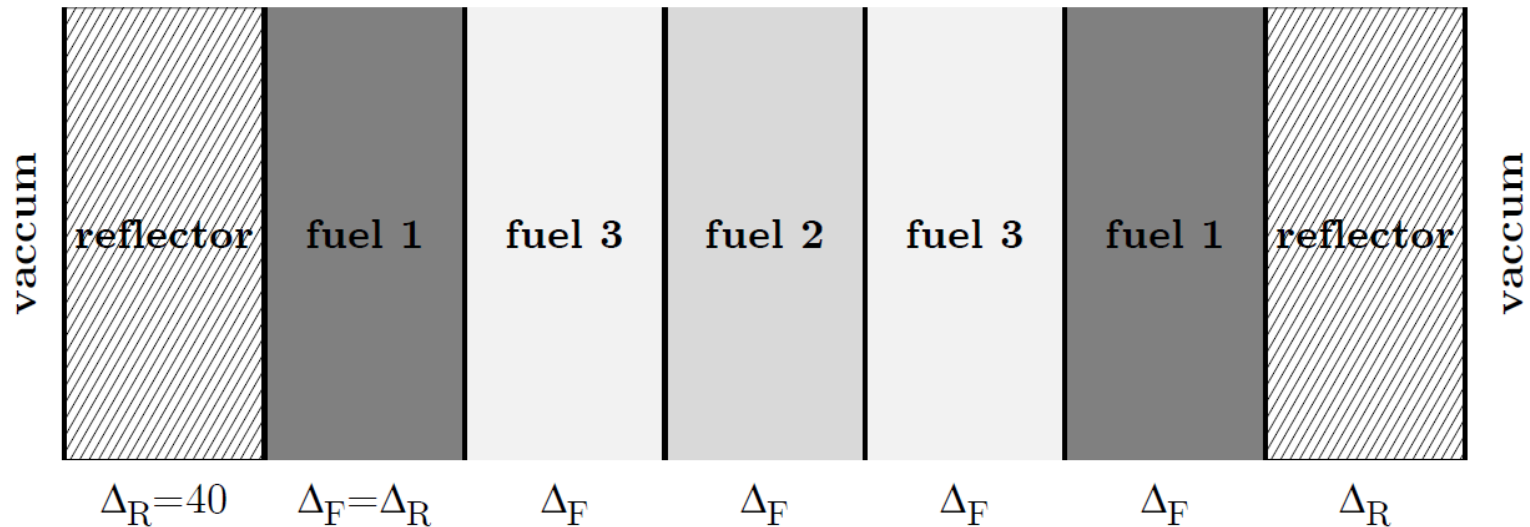 vaccum
reflector
fuel 1
fuel 3
fuel 2
fuel 3
fuel 1
reflector
vaccum
Δ_R=40
Δ_F=Δ_R
Δ_F
Δ_F
Δ_F
Δ_F
Δ_R